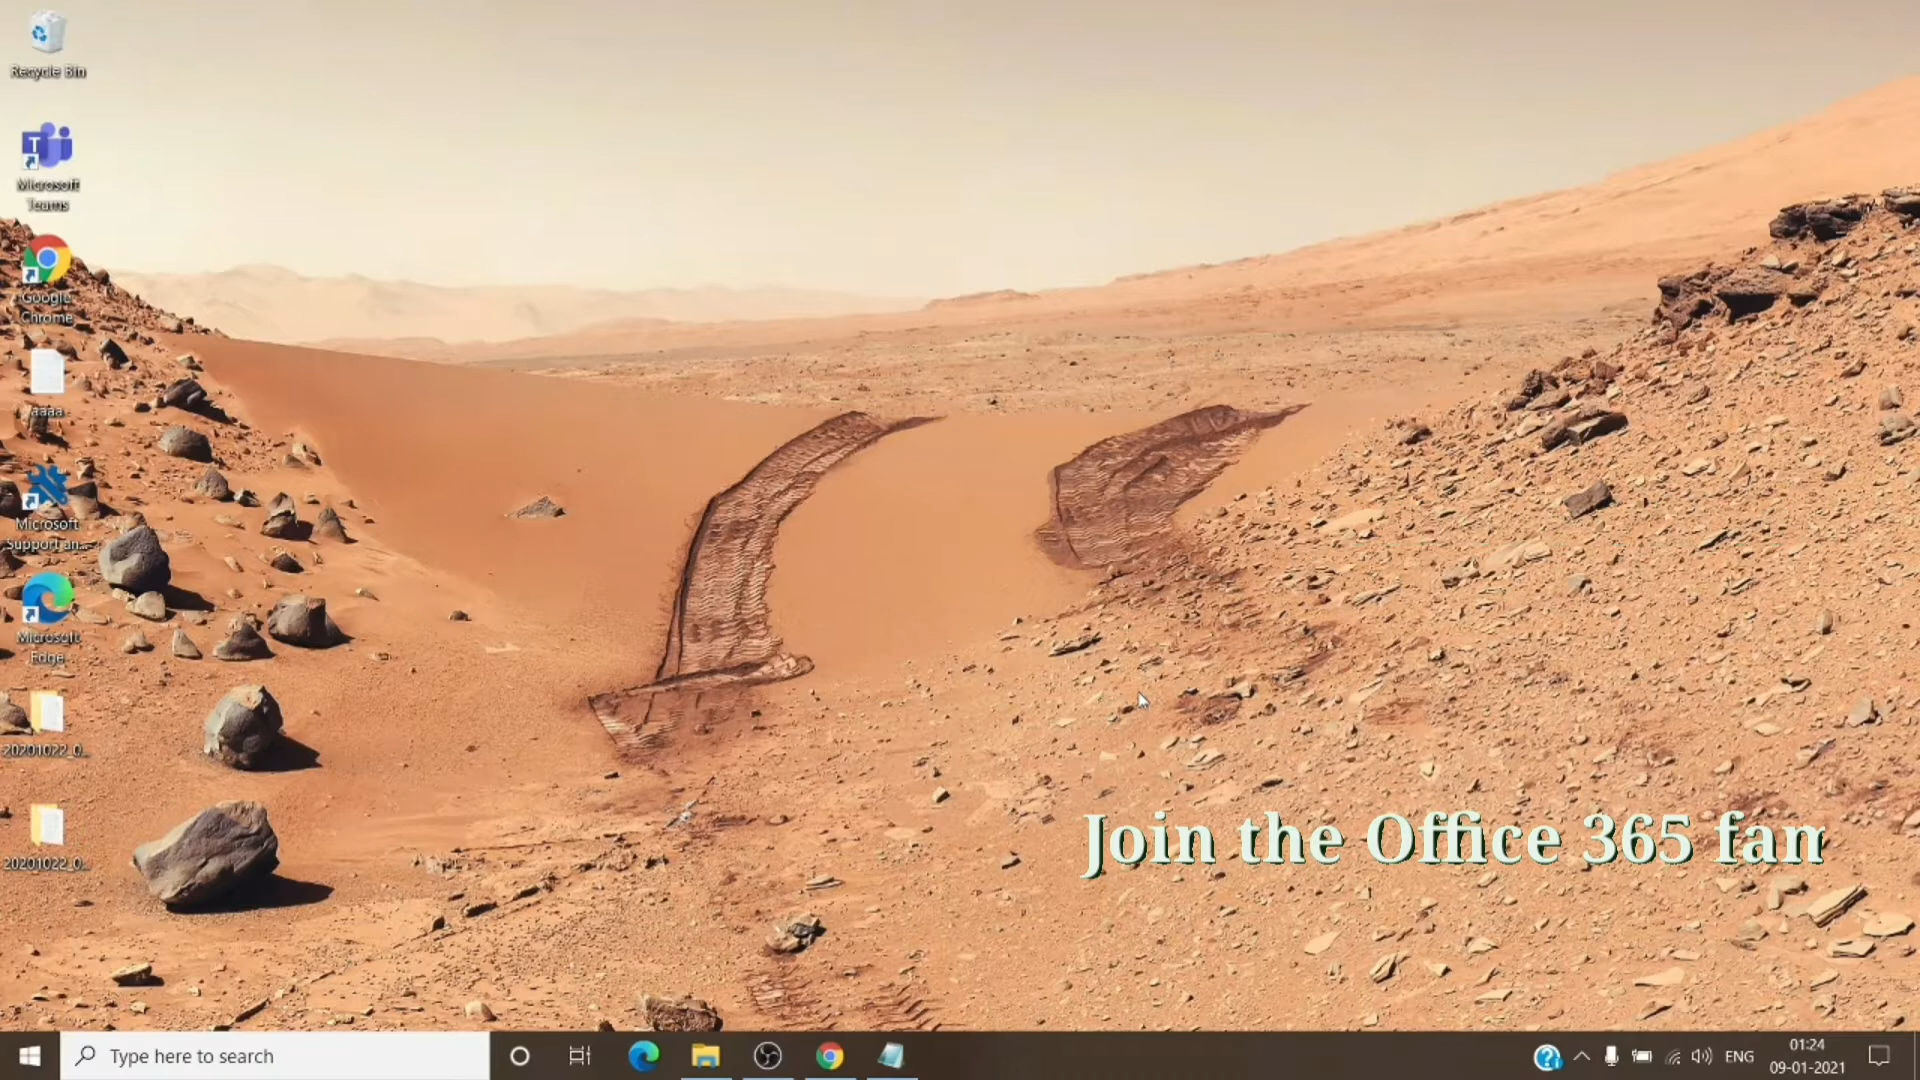 Recycle Bin
Microsoft
Teams
Google
Chrome
aaaa
Microsoft
Support an...
Microsoft
Edge
20201022_0...
20201022_0...
Join the Office 365 fam
Type here to search
ENG
01:24
09-01-2021